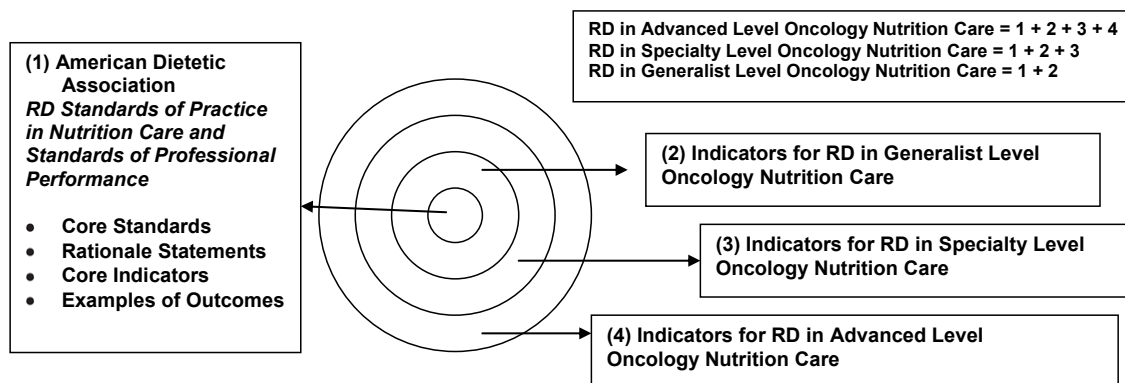 (1) American Dietetic
Association
RD Standards of Practice
in Nutrition Care and
Standards of Professional
Performance
• Core Standards
• Rationale Statements
• Core Indicators
• Examples of Outcomes
RD in Advanced Level Oncology Nutrition Care = 1 + 2 + 3 + 4
RD in Specialty Level Oncology Nutrition Care = 1 + 2 + 3
RD in Generalist Level Oncology Nutrition Care = 1 + 2
(2) Indicators for RD in Generalist Level
Oncology Nutrition Care
(3) Indicators for RD in Specialty Level
Oncology Nutrition Care
(4) Indicators for RD in Advanced Level
Oncology Nutrition Care